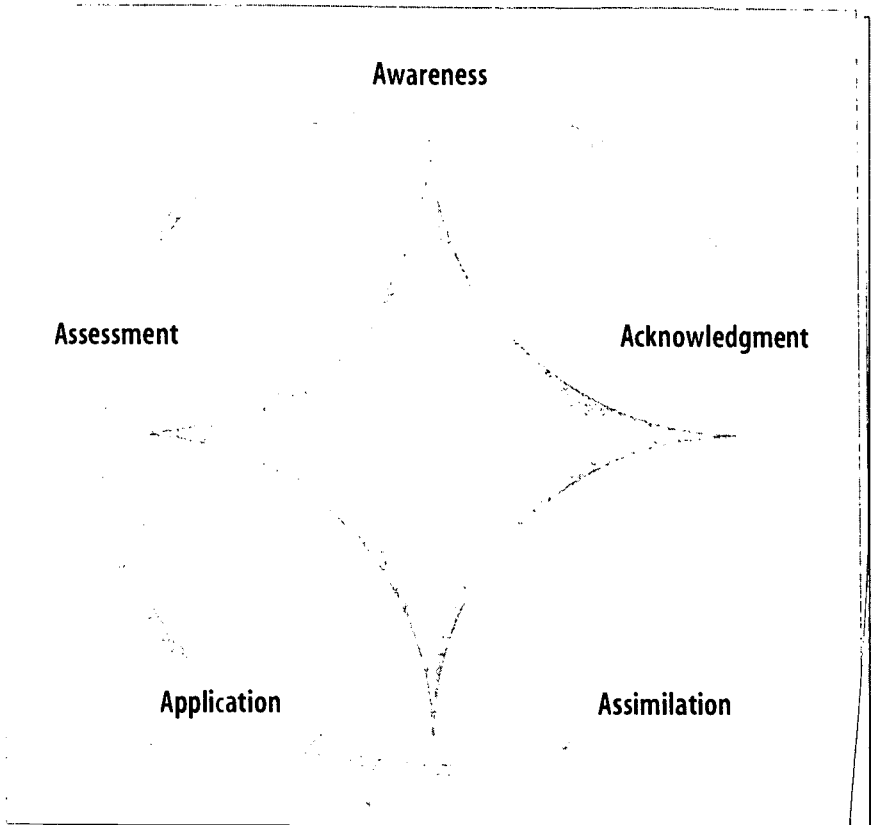 Awareness
Assessment
Acknowledgment
Application
Assimilation